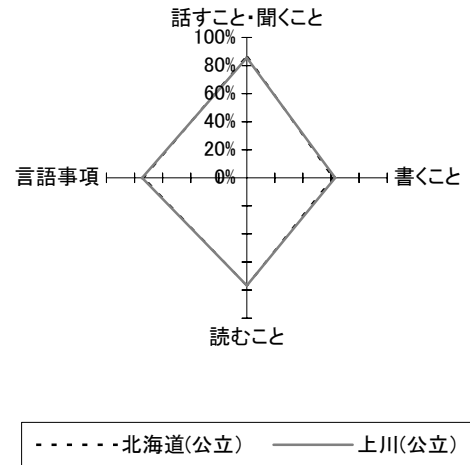 話すこと・聞くこと
100%
80%
60%
40%
20%
0%
言語事項
書くこと
読むこと
北海道(公立)
上川(公立)